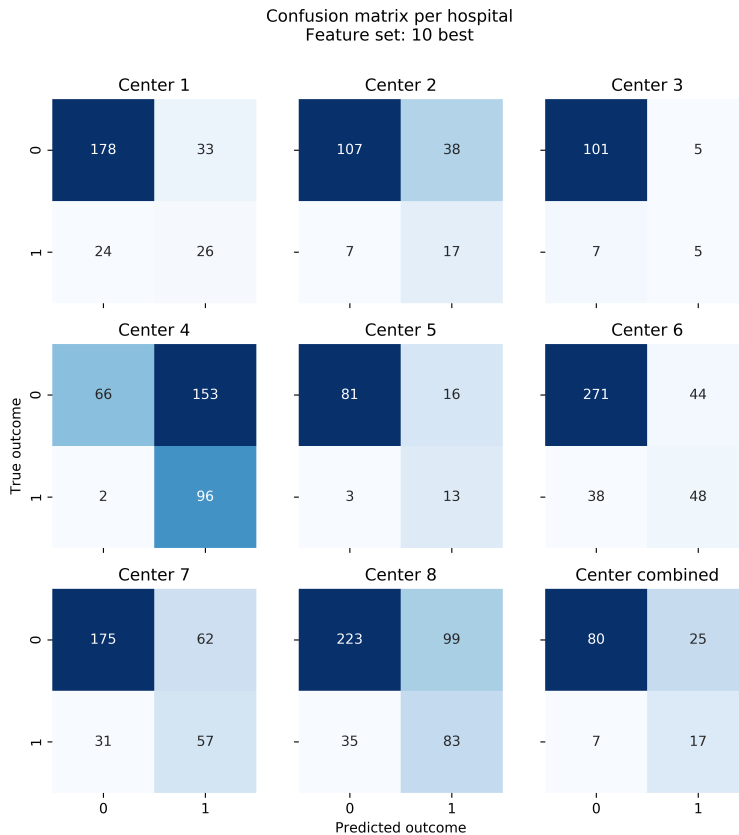 Confusion matrix per hospital
Feature set: 10 best
Center 1 Center 2 Center 3
0 178 33 107 38 101 5
1 24 26 7 17 7 5
Center 4 Center 5 Center 6
0 66 153 81 16 271 44
True outcome
1 2 96 3 13 38 48
Center 7 Center 8 Center combined
0 175 62 223 99 80 25
1 31 57 35 83 7 17
0 1 0 1 0 1
Predicted outcome